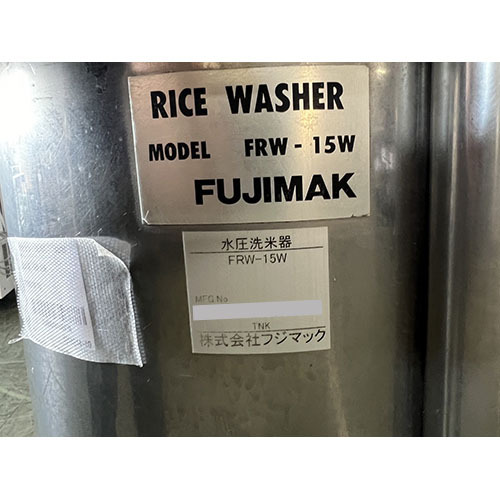 RICE WASHER
MODEL FRW - 15W
FUJIMAK
水圧洗米器
FRW-15W
MFG No
TNK
株式会社フジマック